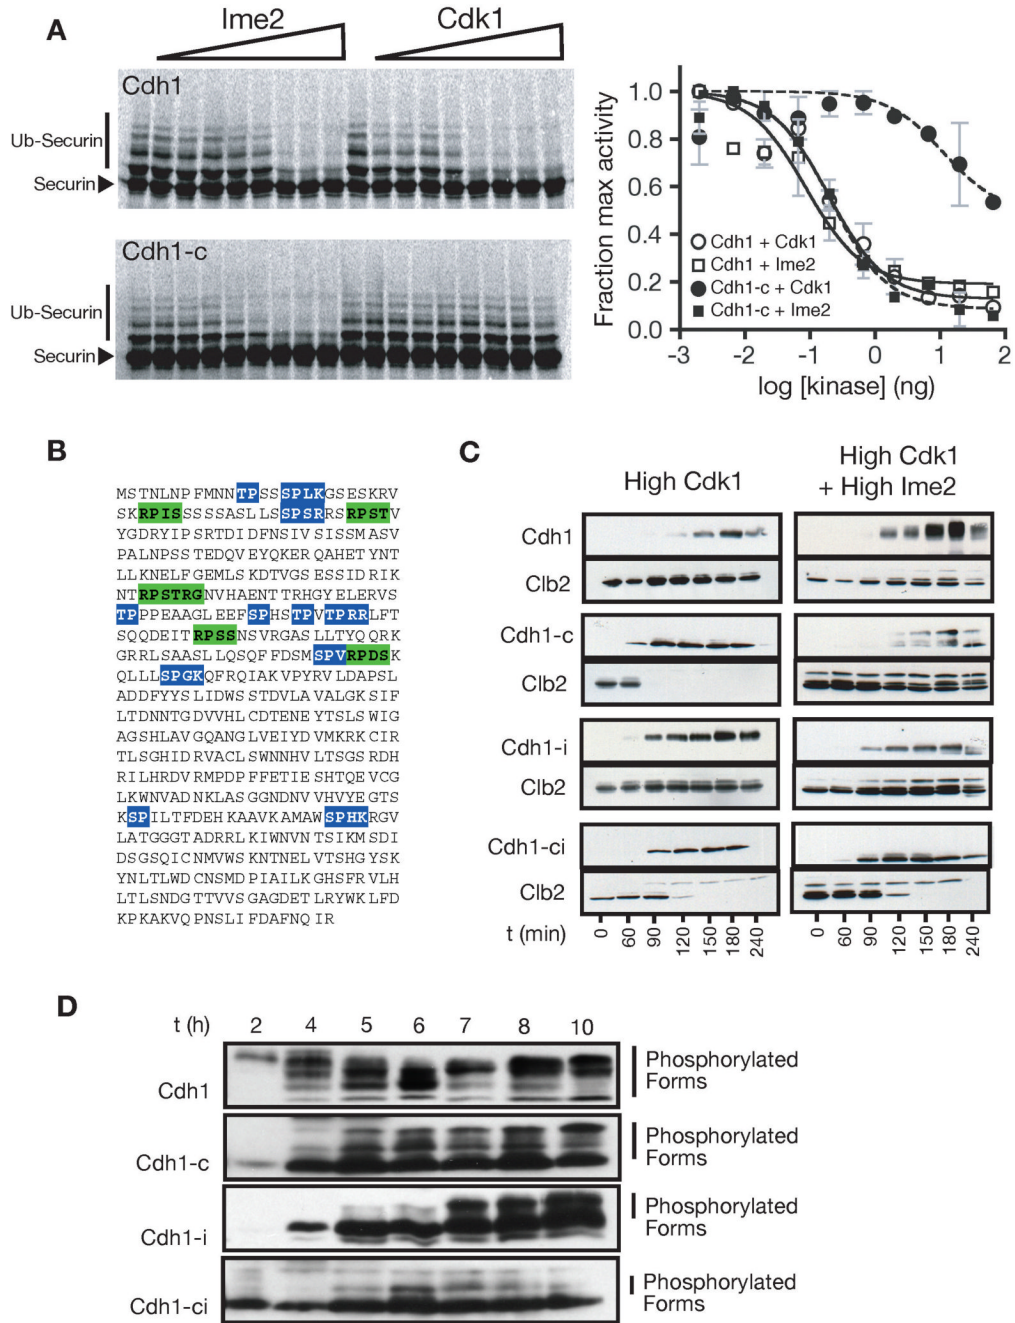 A
Ime2
Cdk1
Cdh1
Ub-Securin
Securin
Cdh1-c
Ub-Securin
Securin
Fraction max activity
1.0
0.8
0.6
0.4
0.2
0.0
Cdh1 + Cdk1
Cdh1 + Ime2
Cdh1-c + Cdk1
Cdh1-c + Ime2
-3 -2 -1 0 1 2
log [kinase] (ng)
B
MSTNLNPFMNNTPSSSPLKGSESKRV
SKRPISSSSSASLLSSPSRRSRPSTV
YGDRYIPSRTDIDFNSIVSISSMASV
PALNPSSTEDQVEYQKERQAHETYNT
LLKNELFGEMLSKDTVGSESSIDRIK
NTRPSTRGNVHAENTTRHGYELERVS
TPPPEAAGLEEFSPHSTPVTPRRLFT
SQQDEITRPSSNSVRGASLLTYQQRK
GRRLSAASLLQSQFFDSMSPVRPDSK
QLLLSPGKQFRQIAKVPYRVLDAPSL
ADDFYYSLIDWSSTDVLAVALGKSIF
LTDNNTGDVVHLCDTENEYTSLSWIG
AGSHLAVGQANGLVEIYDVMKRKCIR
TLSGHIDRVACLSWNNHVLTSGSRDH
RILHRDVRMPDPFFETIESHTQEVCG
LKWNVADNKLASGGNDNVVHVYEGTS
KSPILTFDEHKAAVKAMAWSPHKRGV
LATGGGTADRRLKIWNVNTSIKMSDI
DSGSQICNMVWSKNTNELVTSHGYSK
YNLTLWDCNSMDPIAILKGHSFRVLH
LTLSNDGTTVVSGAGDETLRYWKLFD
KPKAKVQPNSLIFDAFNQIR
C
High Cdk1
High Cdk1
+ High Ime2
Cdh1
Clb2
Cdh1-c
Clb2
Cdh1-i
Clb2
Cdh1-ci
Clb2
t (min)
0 60 90 120 150 180 240
0 60 90 120 150 180 240
D
t (h) 2 4 5 6 7 8 10
Cdh1
Phosphorylated
Forms
Cdh1-c
Phosphorylated
Forms
Cdh1-i
Phosphorylated
Forms
Cdh1-ci
Phosphorylated
Forms